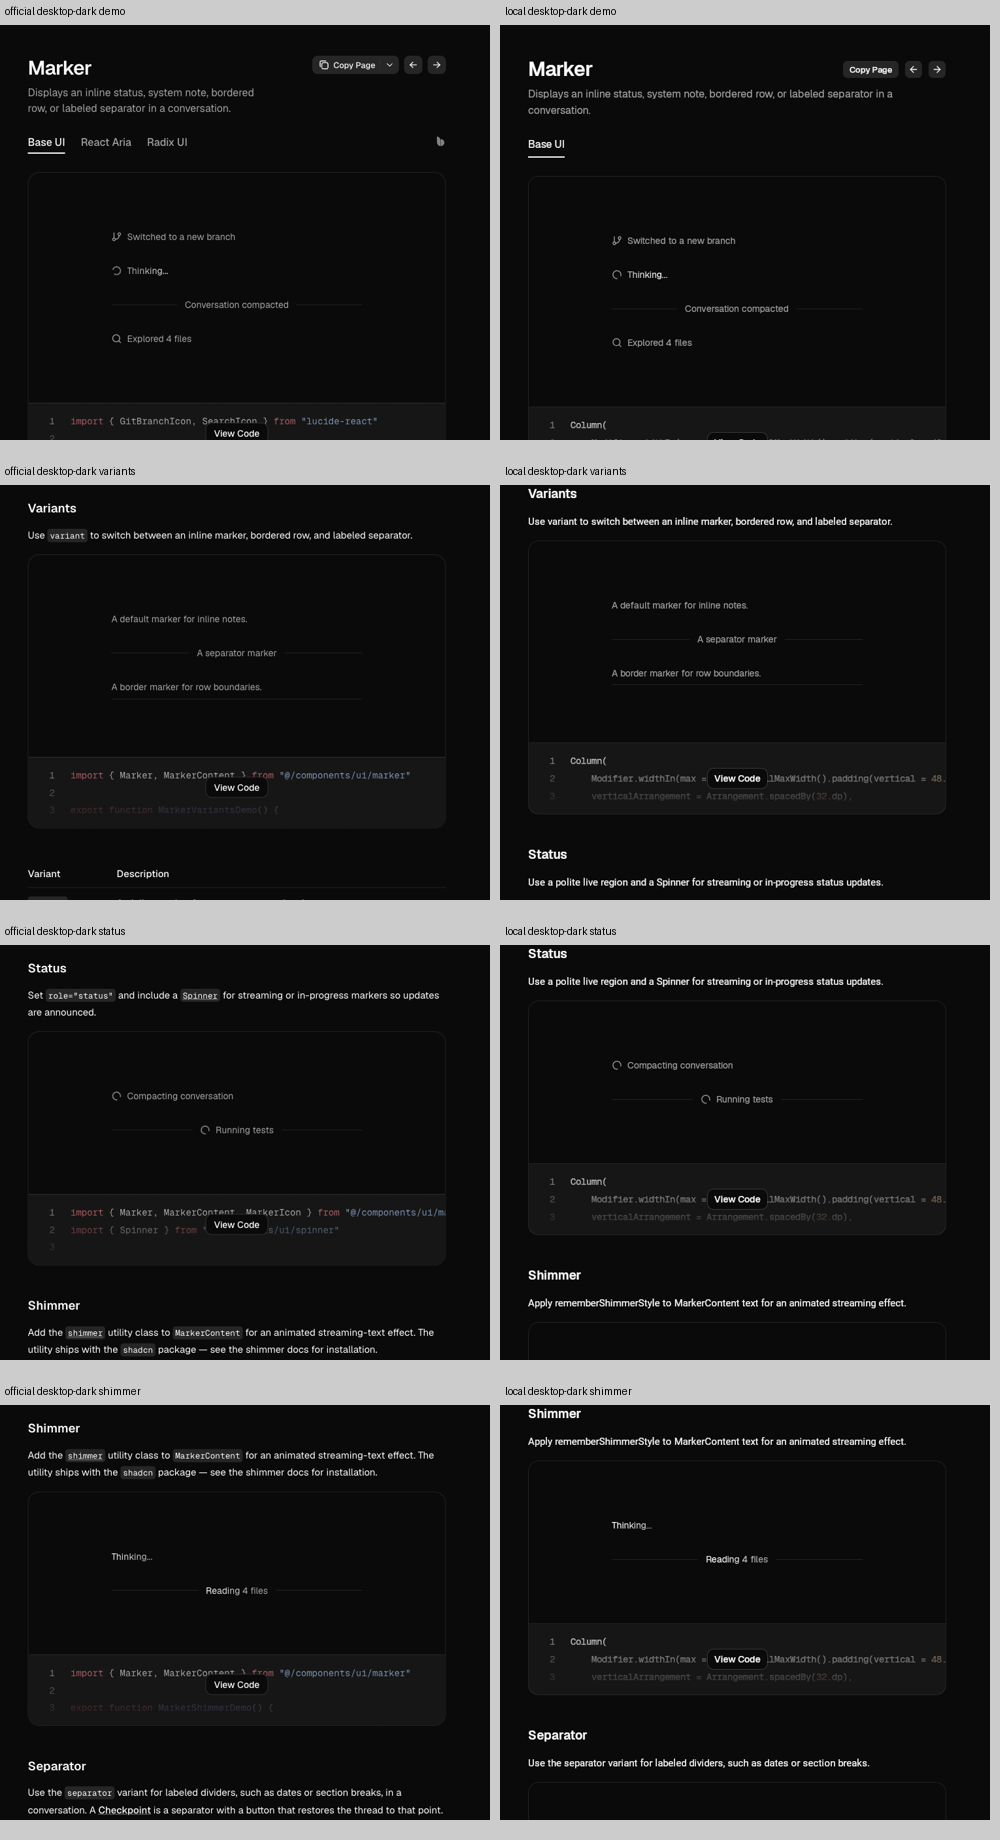 official desktop-dark demo
Marker
Copy Page
Displays an inline status, system note, bordered
row, or labeled separator in a conversation.
Base UI React Aria Radix UI
Switched to a new branch
Thinking...
Conversation compacted
Explored 4 files
1 import { GitBranchIcon, SearchIcon } from "lucide-react"
2
View Code
local desktop-dark demo
Marker
Copy Page
Displays an inline status, system note, bordered row, or labeled separator in a
conversation.
Base UI
Switched to a new branch
Thinking...
Conversation compacted
Explored 4 files
1 Column(
official desktop-dark variants
Variants
Use variant to switch between an inline marker, bordered row, and labeled separator.
A default marker for inline notes.
A separator marker
A border marker for row boundaries.
1 import { Marker, MarkerContent } from "@/components/ui/marker"
2
View Code
3 export function MarkerVariantsDemo() {
Variant Description
local desktop-dark variants
Variants
Use variant to switch between an inline marker, bordered row, and labeled separator.
A default marker for inline notes.
A separator marker
A border marker for row boundaries.
1 Column(
2 Modifier.widthIn(max = View Code lMaxWidth().padding(vertical = 48.
3 verticalArrangement = Arrangement.spacedBy(32.dp),
Status
Use a polite live region and a Spinner for streaming or in-progress status updates.
official desktop-dark status
Status
Set role="status" and include a Spinner for streaming or in-progress markers so updates
are announced.
Compacting conversation
Running tests
1 import { Marker, MarkerContent, MarkerIcon } from "@/components/ui/m
2 import { Spinner } from " View Code s/ui/spinner"
3
Shimmer
Add the shimmer utility class to MarkerContent for an animated streaming-text effect. The
utility ships with the shadcn package — see the shimmer docs for installation.
local desktop-dark status
Status
Use a polite live region and a Spinner for streaming or in-progress status updates.
Compacting conversation
Running tests
1 Column(
2 Modifier.widthIn(max = View Code lMaxWidth().padding(vertical = 48.
3 verticalArrangement = Arrangement.spacedBy(32.dp),
Shimmer
Apply rememberShimmerStyle to MarkerContent text for an animated streaming effect.
official desktop-dark shimmer
Shimmer
Add the shimmer utility class to MarkerContent for an animated streaming-text effect. The
utility ships with the shadcn package — see the shimmer docs for installation.
Thinking...
Reading 4 files
1 import { Marker, MarkerContent } from "@/components/ui/marker"
2
View Code
3 export function MarkerShimmerDemo() {
Separator
Use the separator variant for labeled dividers, such as dates or section breaks, in a
conversation. A Checkpoint is a separator with a button that restores the thread to that point.
local desktop-dark shimmer
Shimmer
Apply rememberShimmerStyle to MarkerContent text for an animated streaming effect.
Thinking...
Reading 4 files
1 Column(
2 Modifier.widthIn(max = View Code lMaxWidth().padding(vertical = 48.
3 verticalArrangement = Arrangement.spacedBy(32.dp),
Separator
Use the separator variant for labeled dividers, such as dates or section breaks.